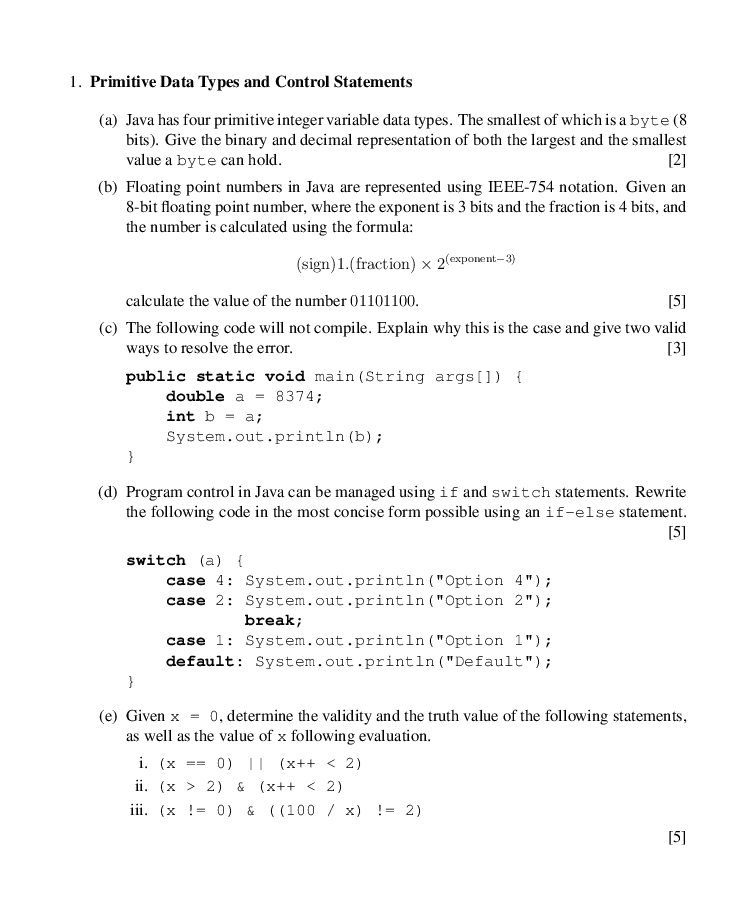 1. Primitive Data Types and Control Statements
(a) Java has four primitive integer variable data types. The smallest of which is a byte (8
bits). Give the binary and decimal representation of both the largest and the smallest
value a byte can hold. [2]
(b) Floating point numbers in Java are represented using IEEE-754 notation. Given an
8-bit floating point number, where the exponent is 3 bits and the fraction is 4 bits, and
the number is calculated using the formula:
(sign)1.(fraction) × 2^(exponent−3)
calculate the value of the number 01101100. [5]
(c) The following code will not compile. Explain why this is the case and give two valid
ways to resolve the error. [3]
public static void main(String args[]) {
    double a = 8374;
    int b = a;
    System.out.println(b);
}
(d) Program control in Java can be managed using if and switch statements. Rewrite
the following code in the most concise form possible using an if-else statement.
[5]
switch (a) {
    case 4: System.out.println("Option 4");
    case 2: System.out.println("Option 2");
            break;
    case 1: System.out.println("Option 1");
    default: System.out.println("Default");
}
(e) Given x = 0, determine the validity and the truth value of the following statements,
as well as the value of x following evaluation.
i. (x == 0) || (x++ < 2)
ii. (x > 2) & (x++ < 2)
iii. (x != 0) & ((100 / x) != 2)
[5]